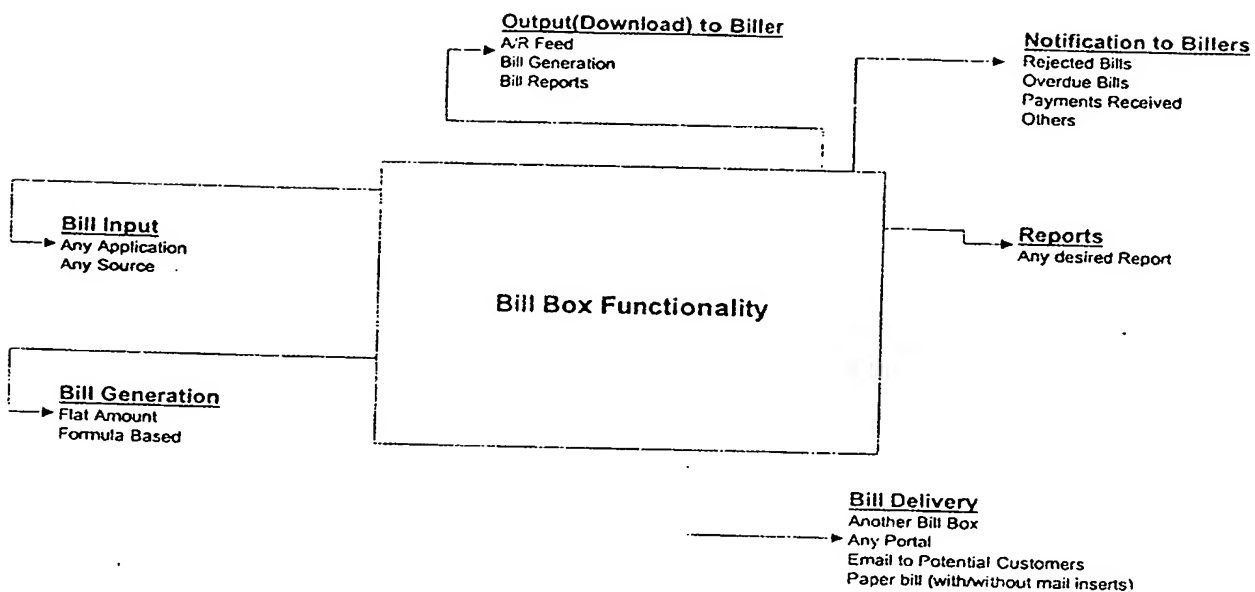 Output(Download) to Biller
A/R Feed
Bill Generation
Bill Reports
Notification to Billers
Rejected Bills
Overdue Bills
Payments Received
Others
Bill Input
Any Application
Any Source
Reports
Any desired Report
Bill Box Functionality
Bill Generation
Flat Amount
Formula Based
Bill Delivery
Another Bill Box
Any Portal
Email to Potential Customers
Paper bill (with/without mail inserts)